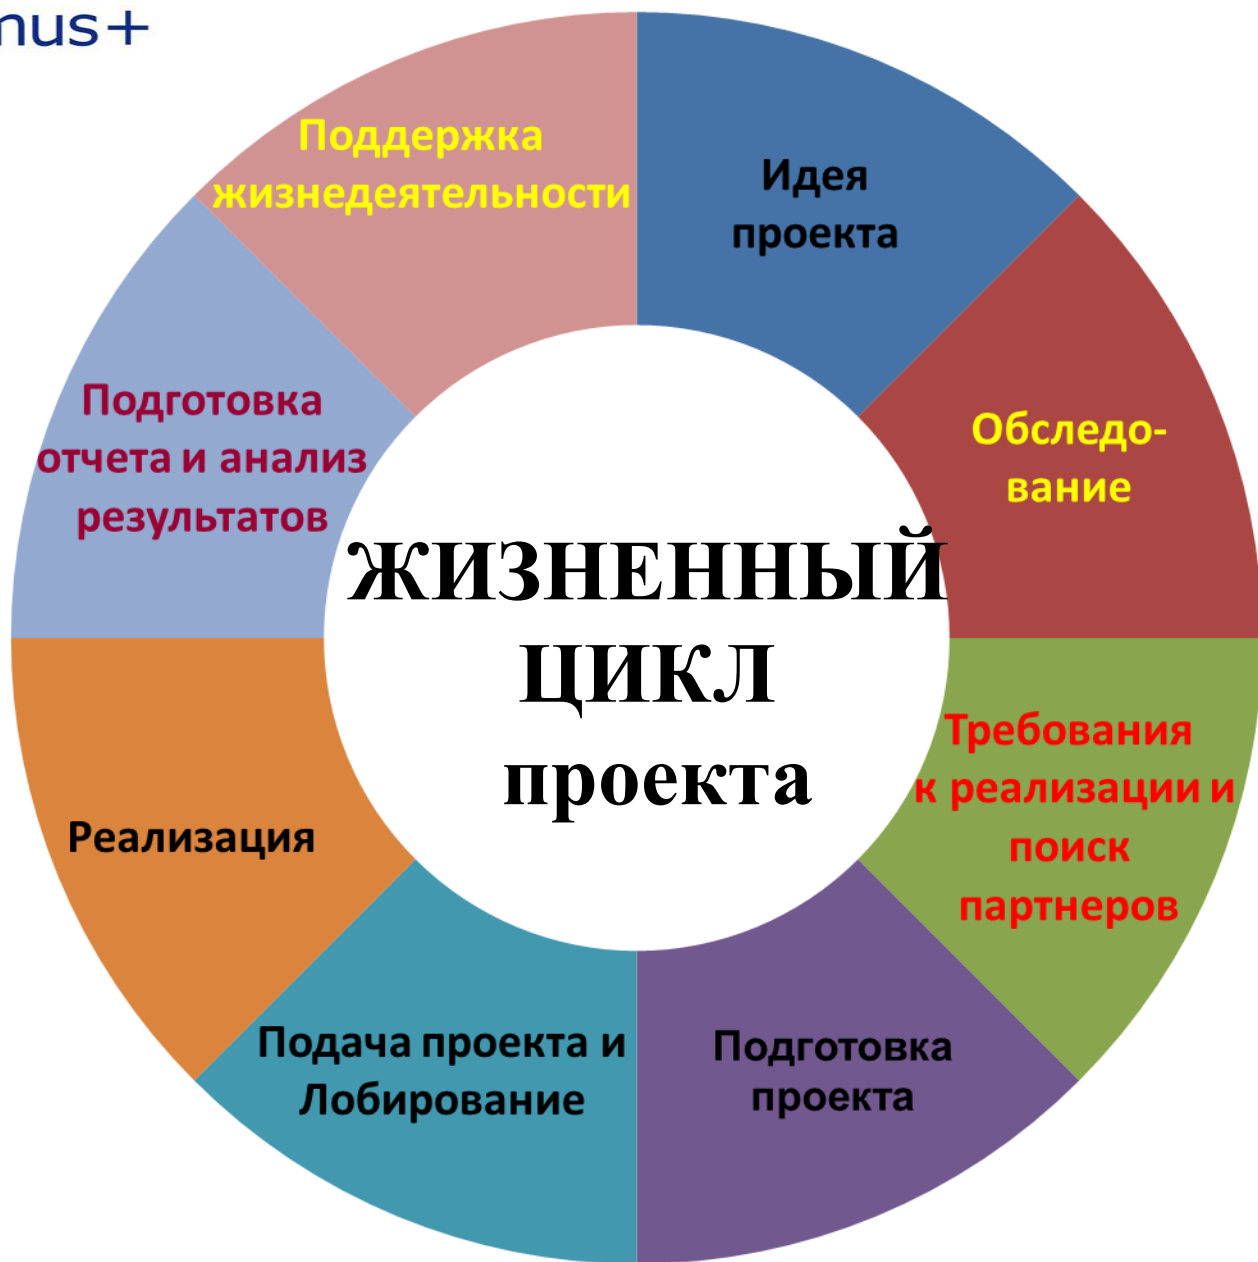 mus+
Поддержка
жизнедеятельности
Идея
проекта
Обследо-
вание
Требования
к реализации и
поиск
партнеров
Подготовка
проекта
Подача проекта и
Лобирование
Реализация
Подготовка
отчета и анализ
результатов
ЖИЗНЕННЫЙ
ЦИКЛ
проекта